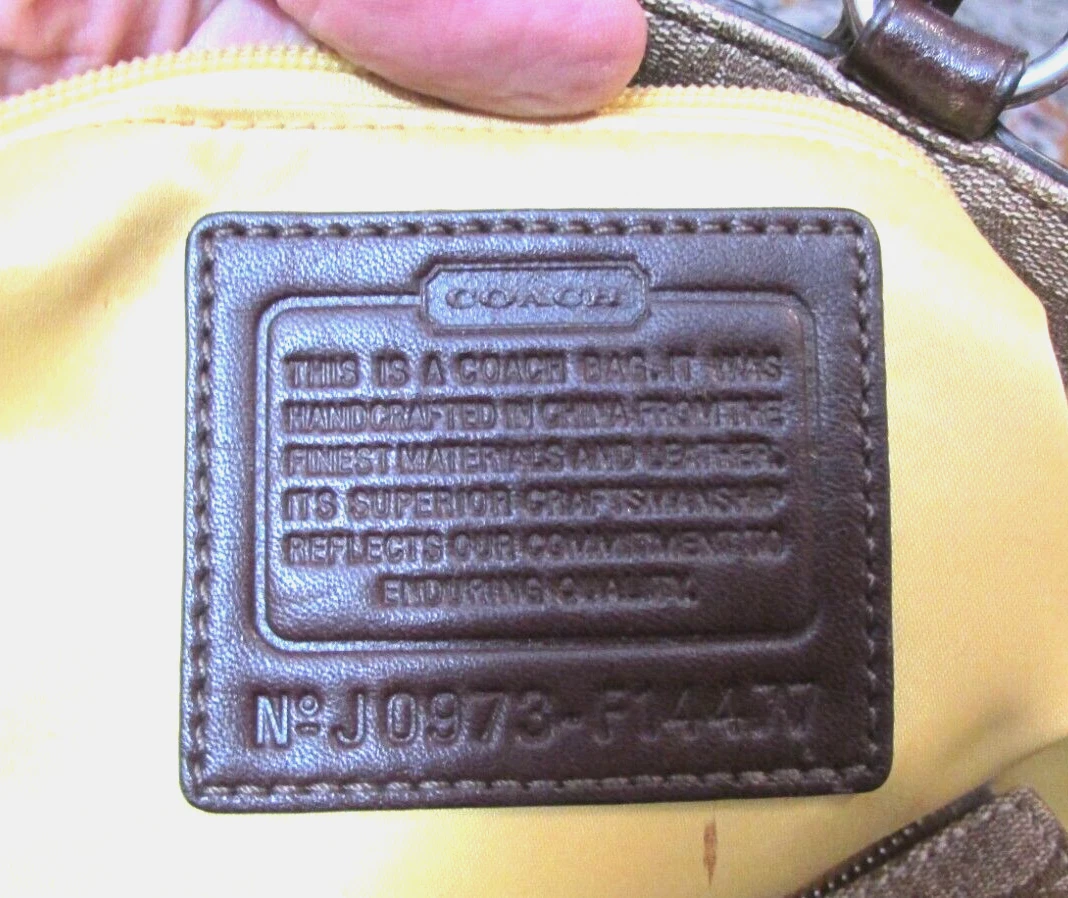 COACH
THIS IS A COACH BAG. IT WAS
HANDCRAFTED IN CHINA FROM THE
FINEST MATERIALS AND LEATHER.
ITS SUPERIOR CRAFTSMANSHIP
REFLECTS OUR COMMITMENT TO
ENDURING QUALITY.
Nº J0973-F14477